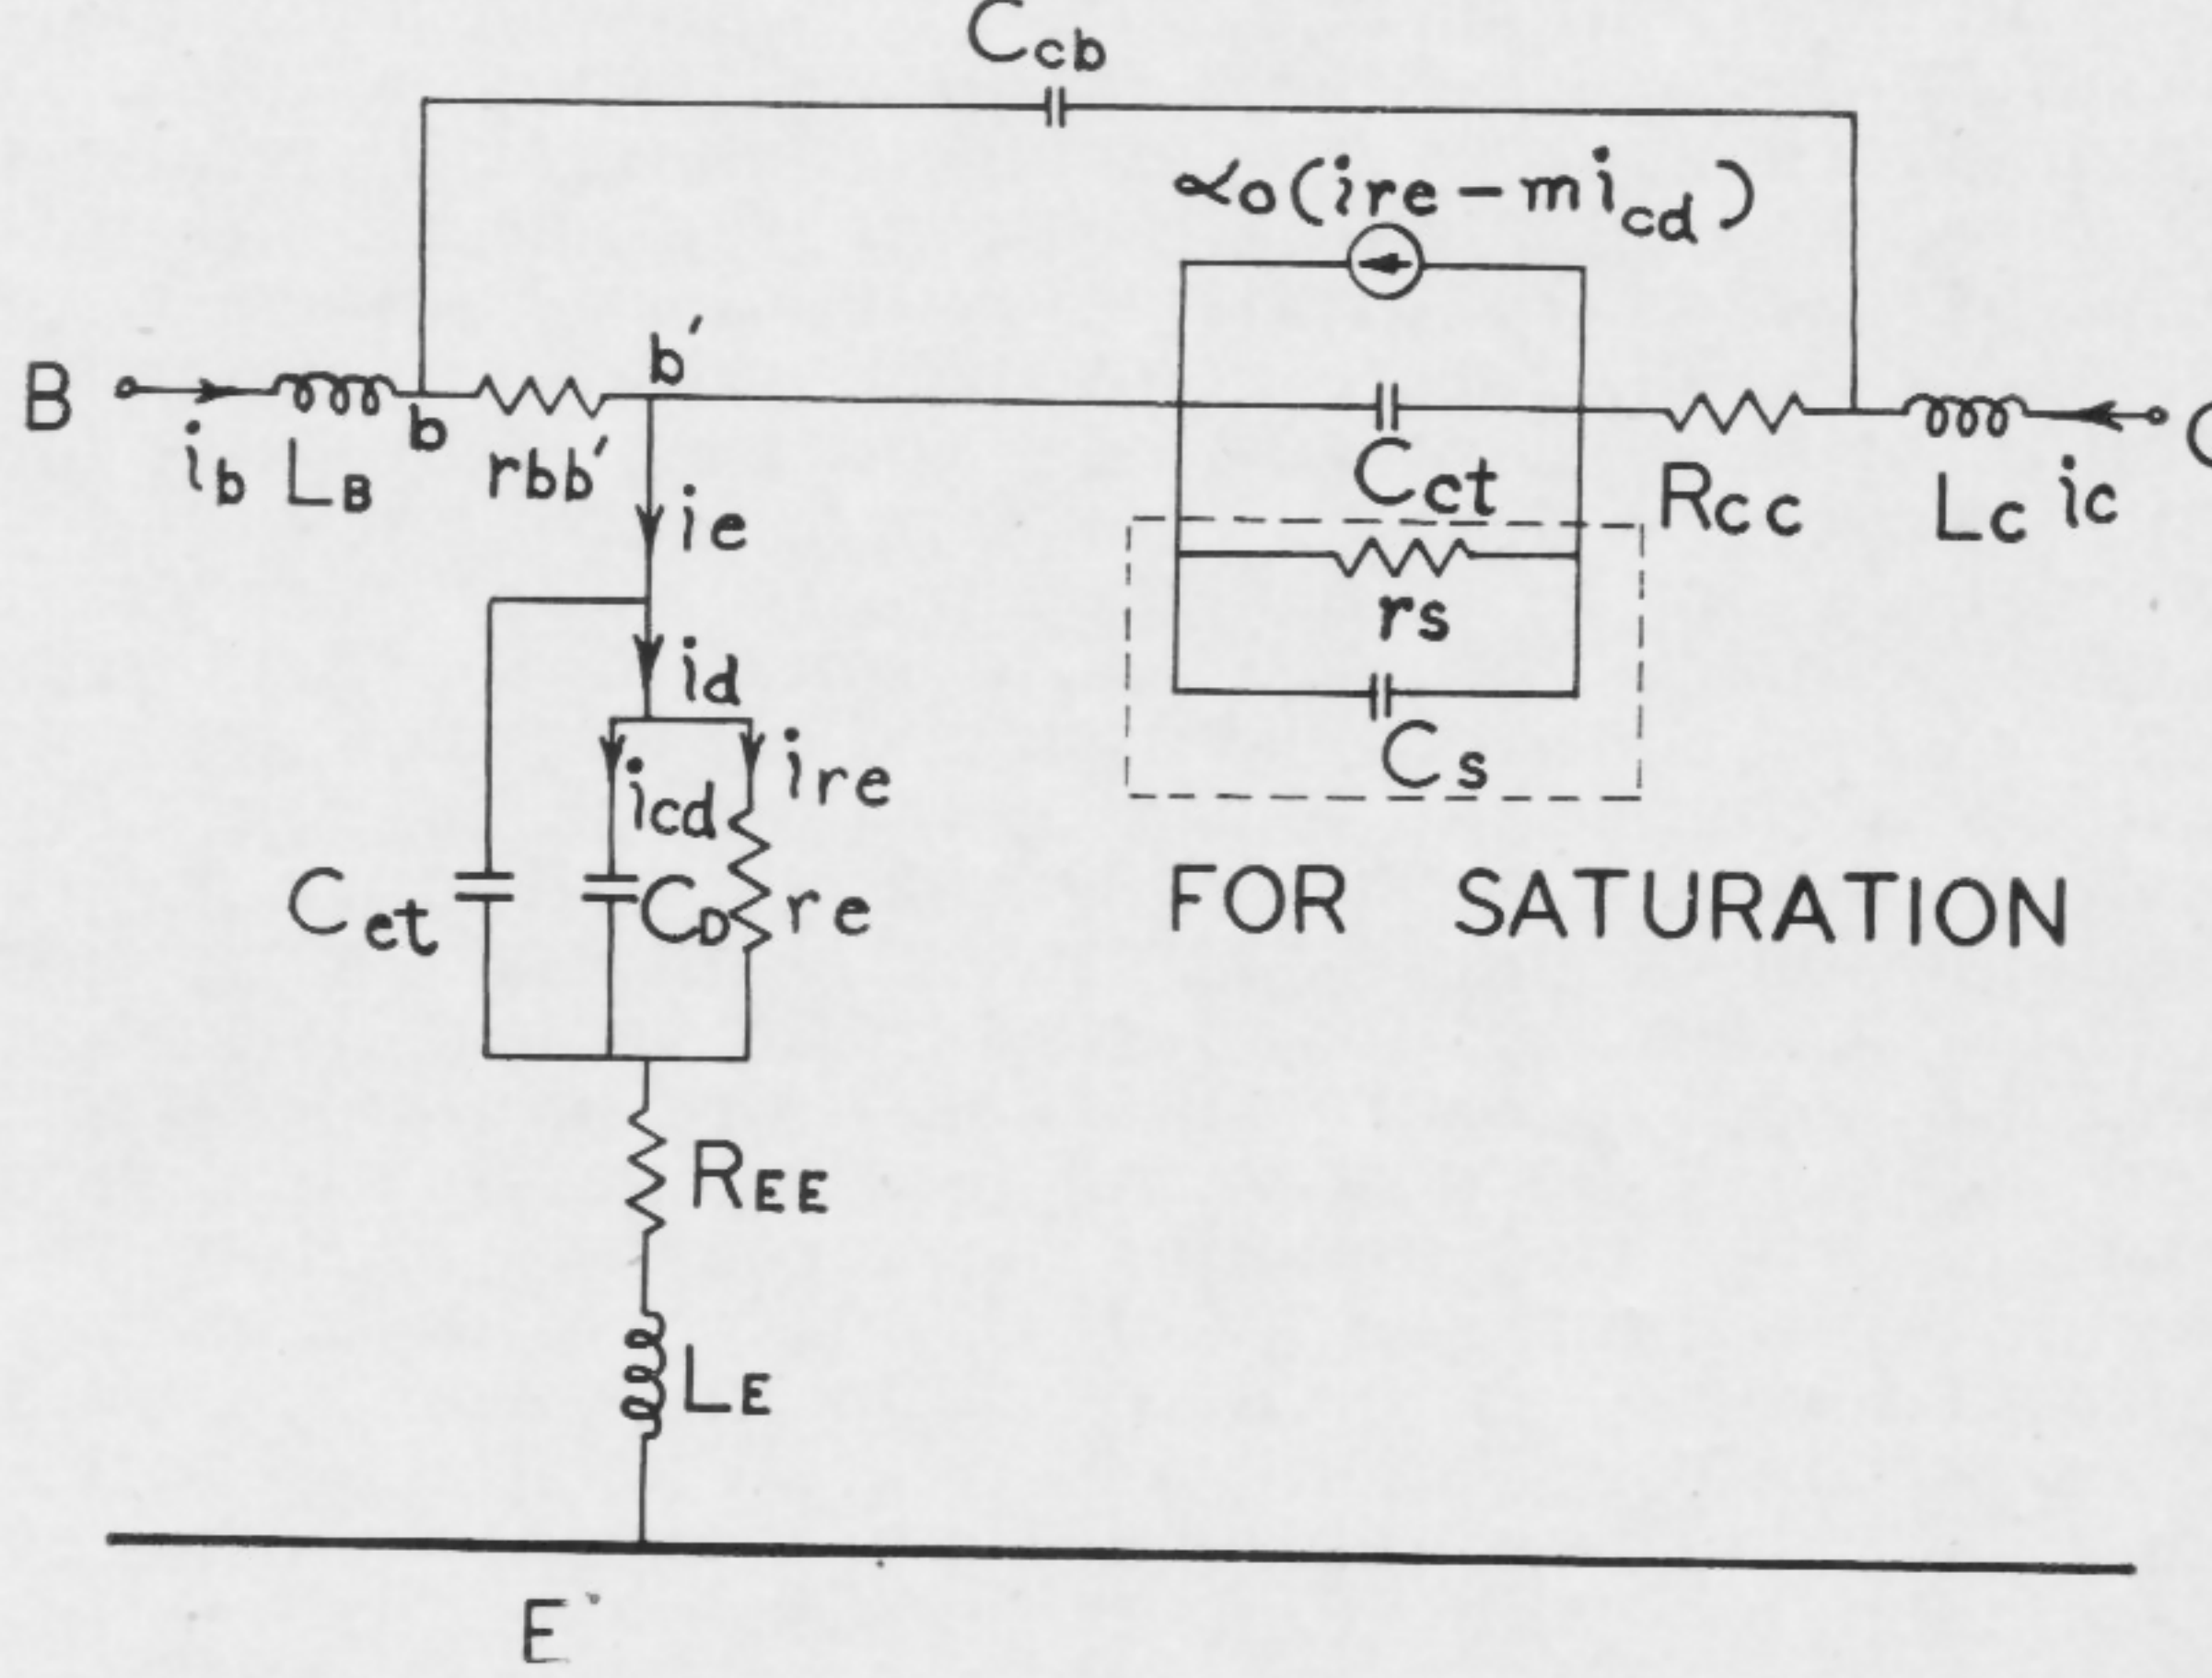 Ccb
αo(ire-micd)
B
ib
LB
b
rbb'
b'
Cct
Rcc
Lc
ic
C
ie
rs
Cs
id
icd
ire
FOR SATURATION
Cet
CD
re
REE
LE
E